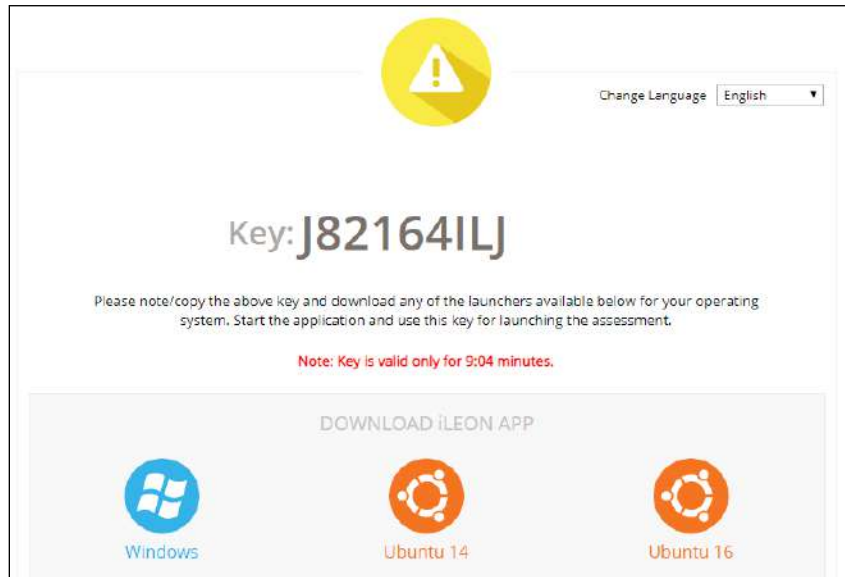 Change Language English
Key: J82164ILJ
Please note/copy the above key and download any of the launchers available below for your operating
system. Start the application and use this key for launching the assessment.
Note: Key is valid only for 9:04 minutes.
DOWNLOAD iLEON APP
Windows Ubuntu 14 Ubuntu 16